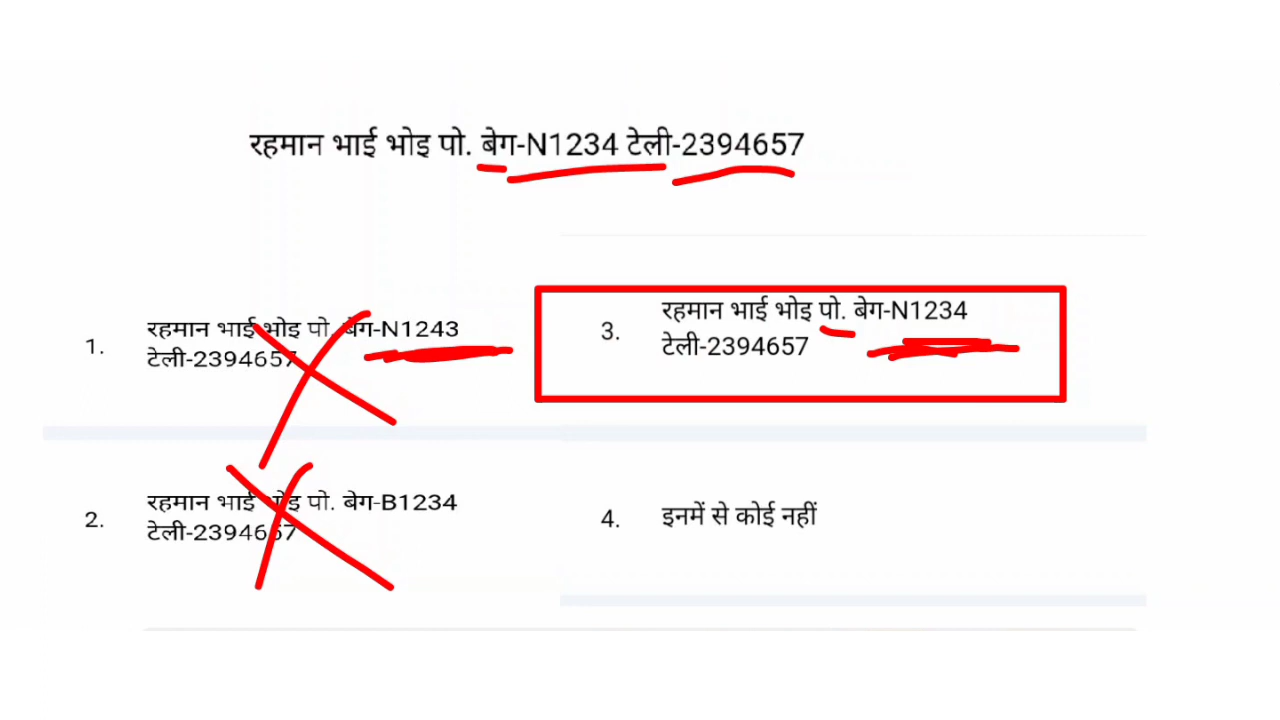 रहमान भाई भोइ पो. बेग-N1234 टेली-2394657
1.
रहमान भाई भोइ पो. बेग-N1243
टेली-2394657
2.
रहमान भाई भोइ पो. बेग-B1234
टेली-2394657
3.
रहमान भाई भोइ पो. बेग-N1234
टेली-2394657
4.
इनमें से कोई नहीं